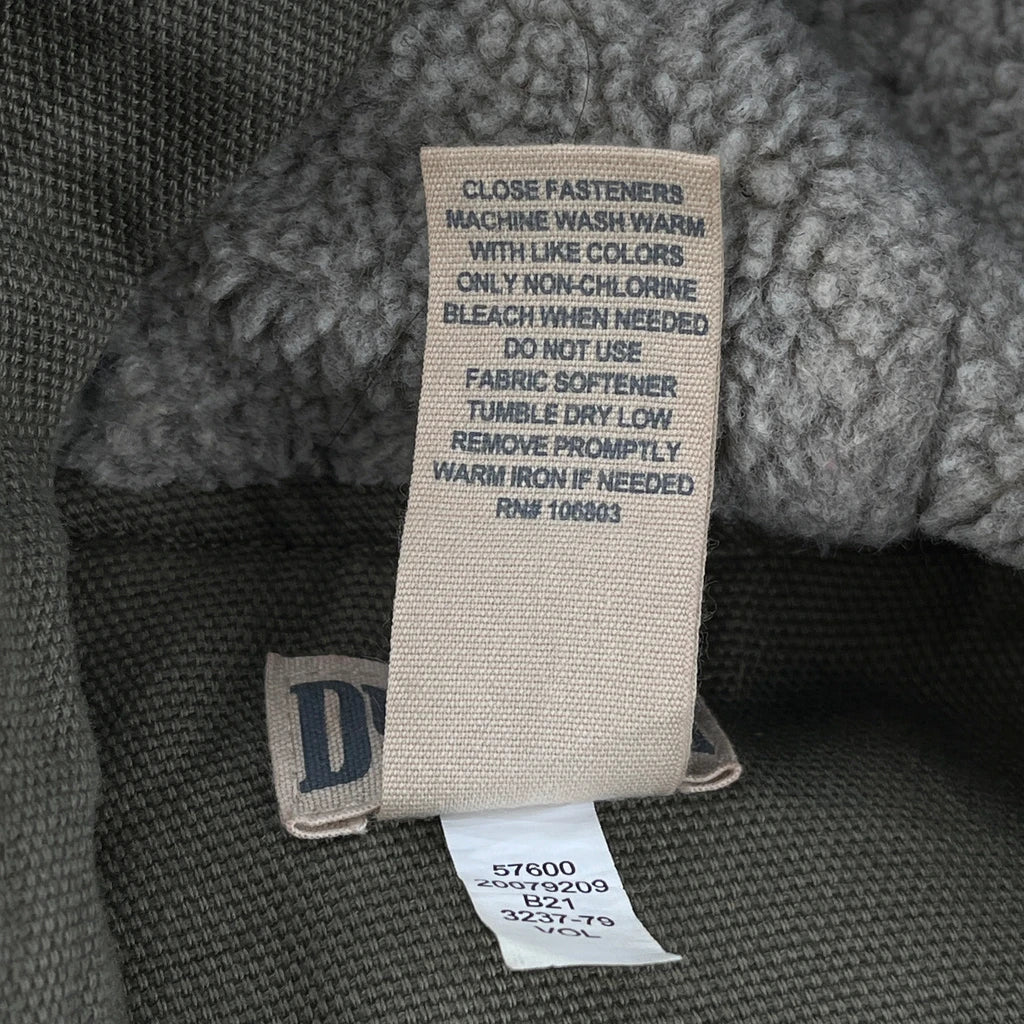 CLOSE FASTENERS
MACHINE WASH WARM
WITH LIKE COLORS
ONLY NON-CHLORINE
BLEACH WHEN NEEDED
DO NOT USE
FABRIC SOFTENER
TUMBLE DRY LOW
REMOVE PROMPTLY
WARM IRON IF NEEDED
RN# 106803
D
57600
20079209
B21
3237-79
VOL